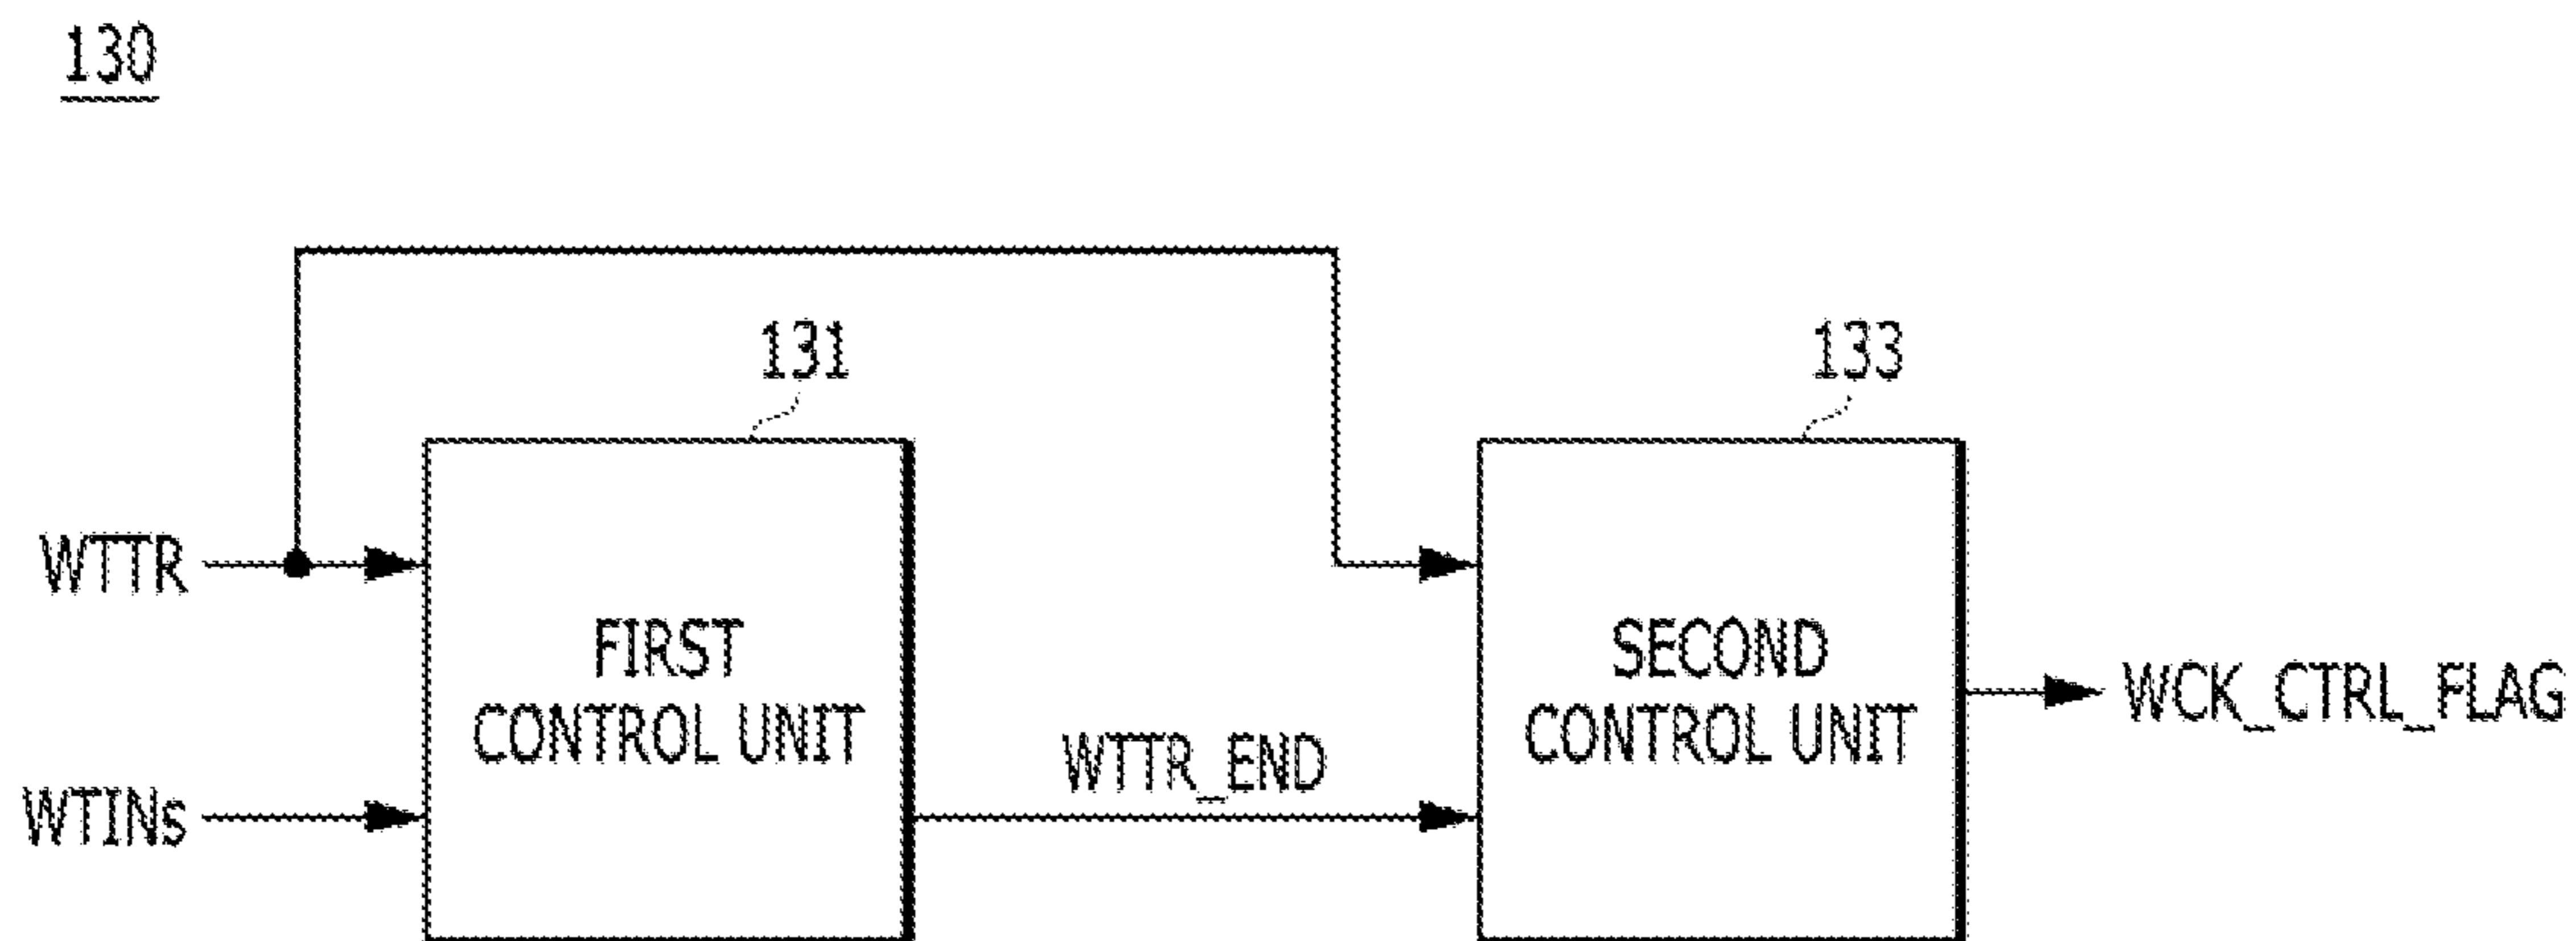 130
131
133
WTTR
FIRST
CONTROL UNIT
SECOND
CONTROL UNIT
WCK_CTRL_FLAG
WTTR_END
WTINs